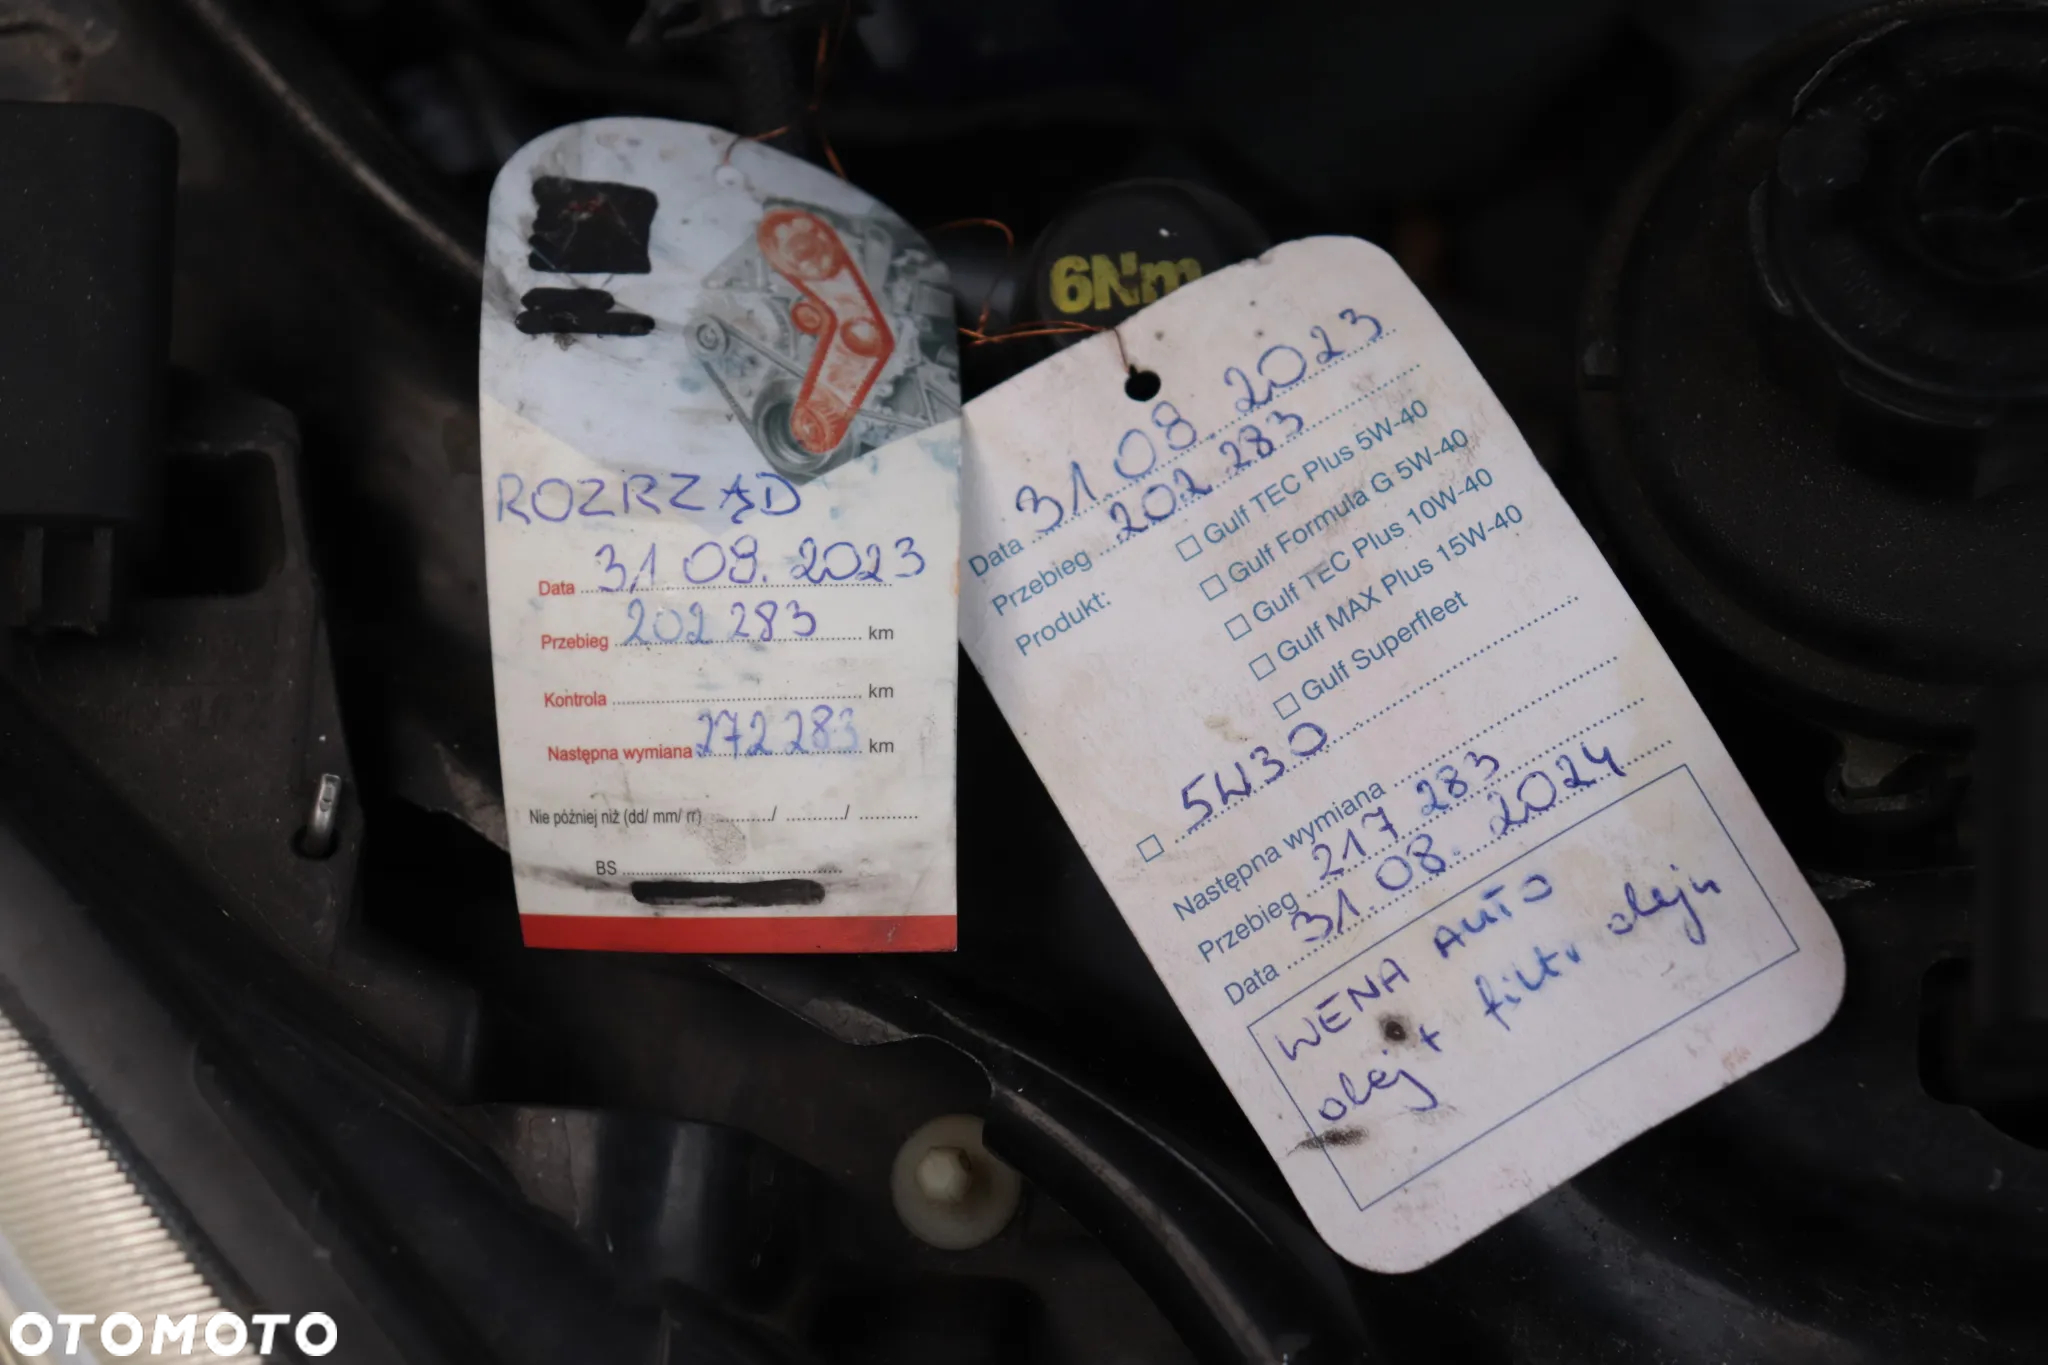 ROZRZĄD
Data 31 08. 2023
Przebieg 202 283 km
Kontrola km
Następna wymiana 272 283 km
Nie później niż (dd/ mm/ rr) / /
BS
6Nm
Data 31 08. 2023
Przebieg 202 283
Produkt:
Gulf TEC Plus 5W-40
Gulf Formula G 5W-40
Gulf TEC Plus 10W-40
Gulf MAX Plus 15W-40
Gulf Superfleet
5W30
Następna wymiana
Przebieg 217 283
Data 31 08. 2024
WENA AUTO
olej + filtr oleju
OTOMOTO